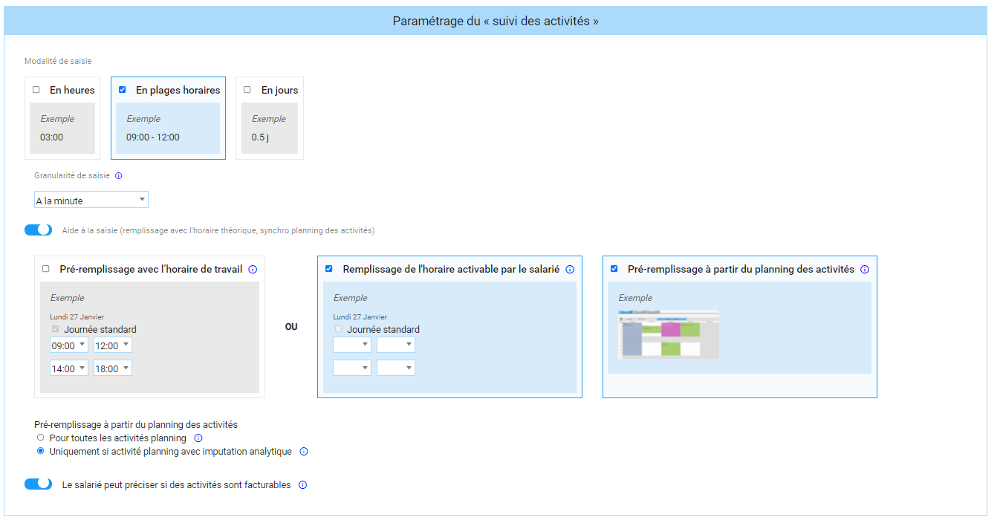 Paramétrage du « suivi des activités »
Modalité de saisie
En heures
Exemple
03:00
En plages horaires
Exemple
09:00 - 12:00
En jours
Exemple
0.5 j
Granularité de saisie
A la minute
Aide à la saisie (remplissage avec l'horaire théorique, synchro planning des activités)
Pré-remplissage avec l'horaire de travail
Exemple
Lundi 27 Janvier
Journée standard
09:00 12:00
14:00 18:00
OU
Remplissage de l'horaire activable par le salarié
Exemple
Lundi 27 Janvier
Journée standard
Pré-remplissage à partir du planning des activités
Exemple
Pré-remplissage à partir du planning des activités
Pour toutes les activités planning
Uniquement si activité planning avec imputation analytique
Le salarié peut préciser si des activités sont facturables